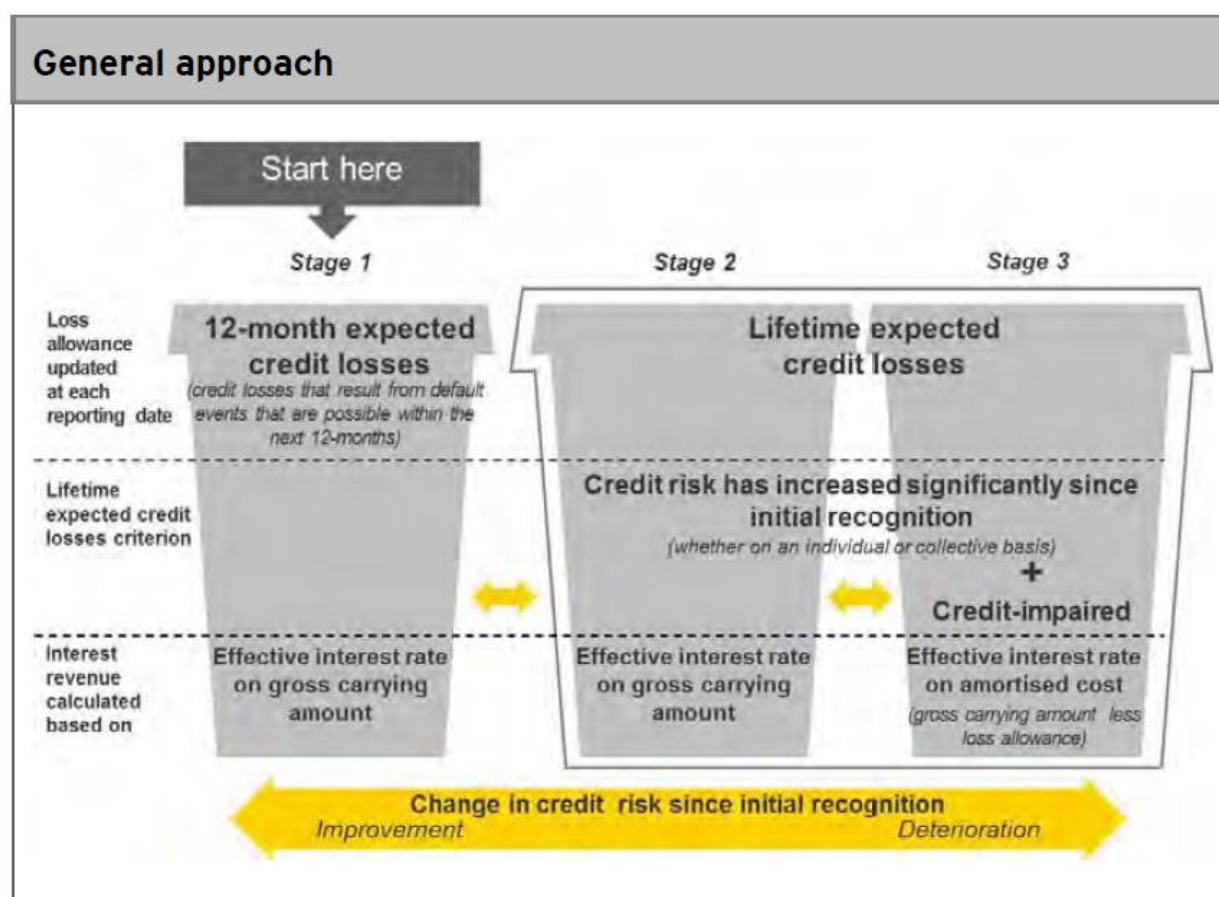 General approach
Start here
Stage 1
Stage 2
Stage 3
Loss
allowance
updated
at each
reporting date
12-month expected
credit losses
(credit losses that result from default
events that are possible within the
next 12-months)
Lifetime expected
credit losses
Lifetime
expected credit
losses criterion
Credit risk has increased significantly since
initial recognition
(whether on an individual or collective basis)
+
Credit-impaired
Interest
revenue
calculated
based on
Effective interest rate
on gross carrying
amount
Effective interest rate
on gross carrying
amount
Effective interest rate
on amortised cost
(gross carrying amount less
loss allowance)
Change in credit risk since initial recognition
Improvement
Deterioration